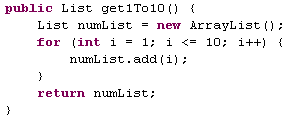 public List get1To10() {
    List numList = new ArrayList();
    for (int i = 1; i <= 10; i++) {
        numList.add(i);
    }
    return numList;
}